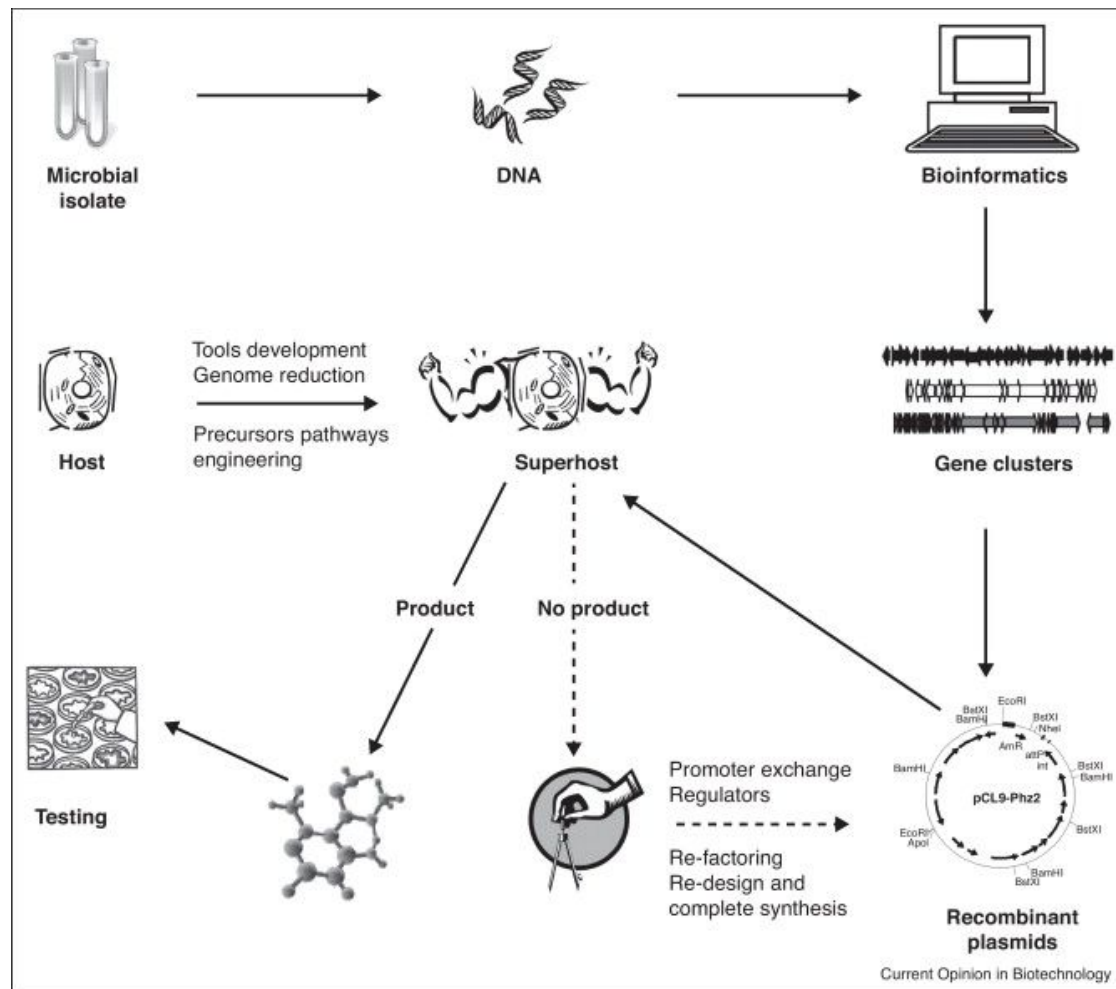 Microbial
isolate
DNA
Bioinformatics
Tools development
Genome reduction
Precursors pathways
engineering
Host
Superhost
Gene clusters
Product
No product
Testing
Promoter exchange
Regulators
Re-factoring
Re-design and
complete synthesis
EcoRI
BstXI
BamHI
BstXI
NheI
AmR
attP
int
BamHI
BstXI
BamHI
pCL9-Phz2
BstXI
EcoRI
ApoI
BamHI
BstXI
Recombinant
plasmids
Current Opinion in Biotechnology